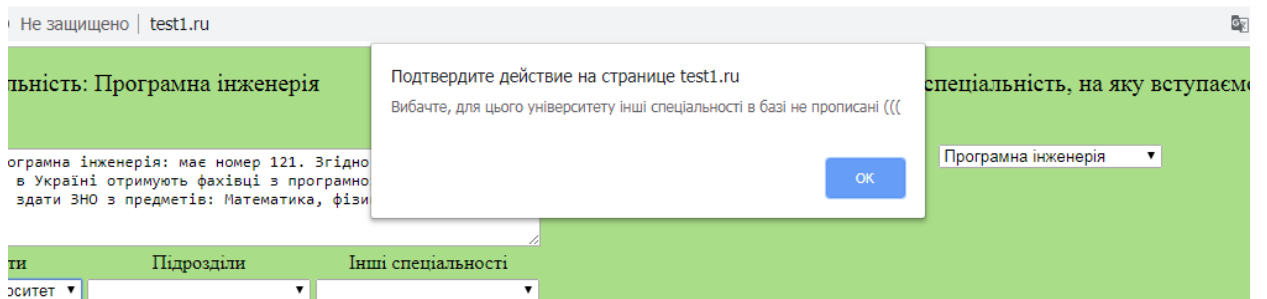 Не защищено | test1.ru
Подтвердите действие на странице test1.ru
Вибачте, для цього університету інші спеціальності в базі не прописані (((
ОК
льність: Програмна інженерія
спеціальність, на яку вступаєм
ограмна інженерія: має номер 121. Згідно
в Україні отримують фахівці з програмно
здати ЗНО з предметів: Математика, фізи
Програмна інженерія
ти Підрозділи Інші спеціальності
рситет